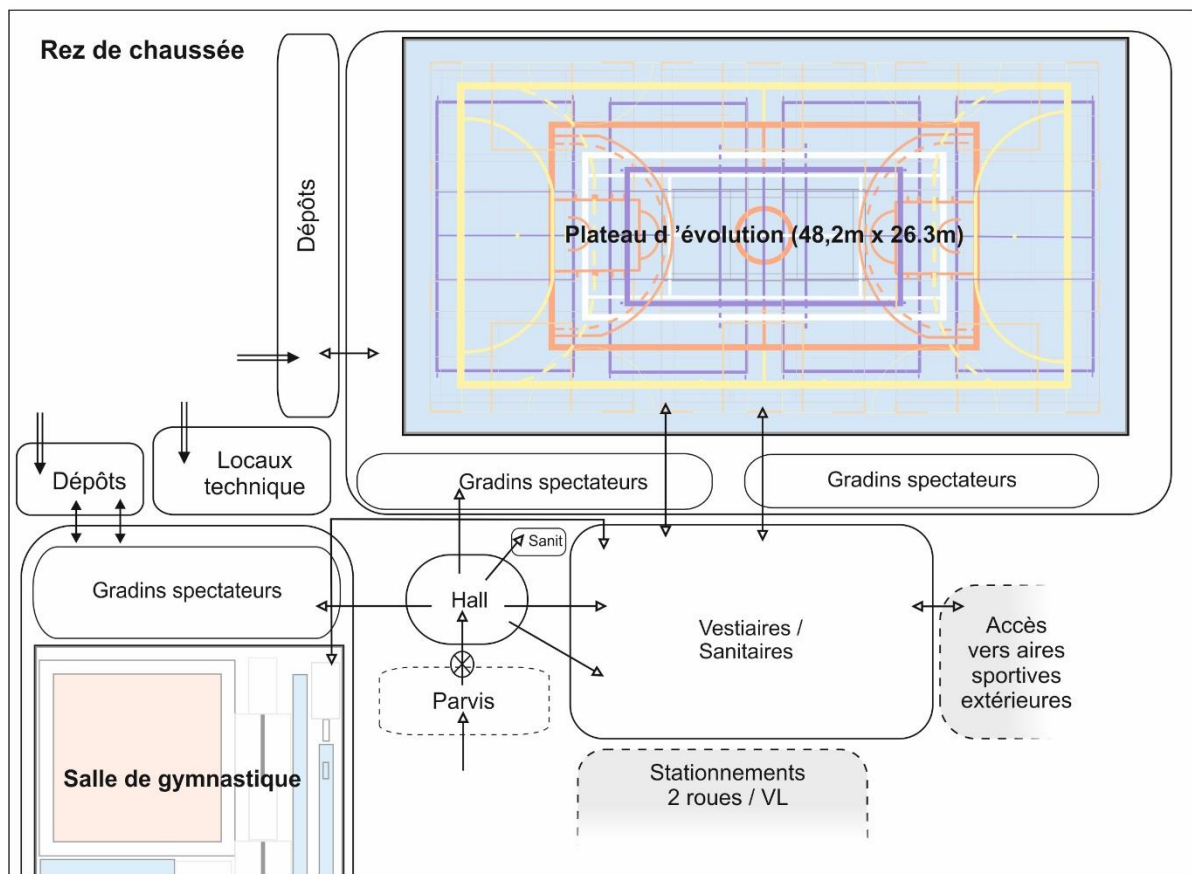 Rez de chaussée
Dépôts
Plateau d 'évolution (48,2m x 26.3m)
Dépôts
Locaux
technique
Gradins spectateurs
Gradins spectateurs
Sanit
Gradins spectateurs
Hall
Vestiaires /
Sanitaires
Accès
vers aires
sportives
extérieures
Parvis
Salle de gymnastique
Stationnements
2 roues / VL